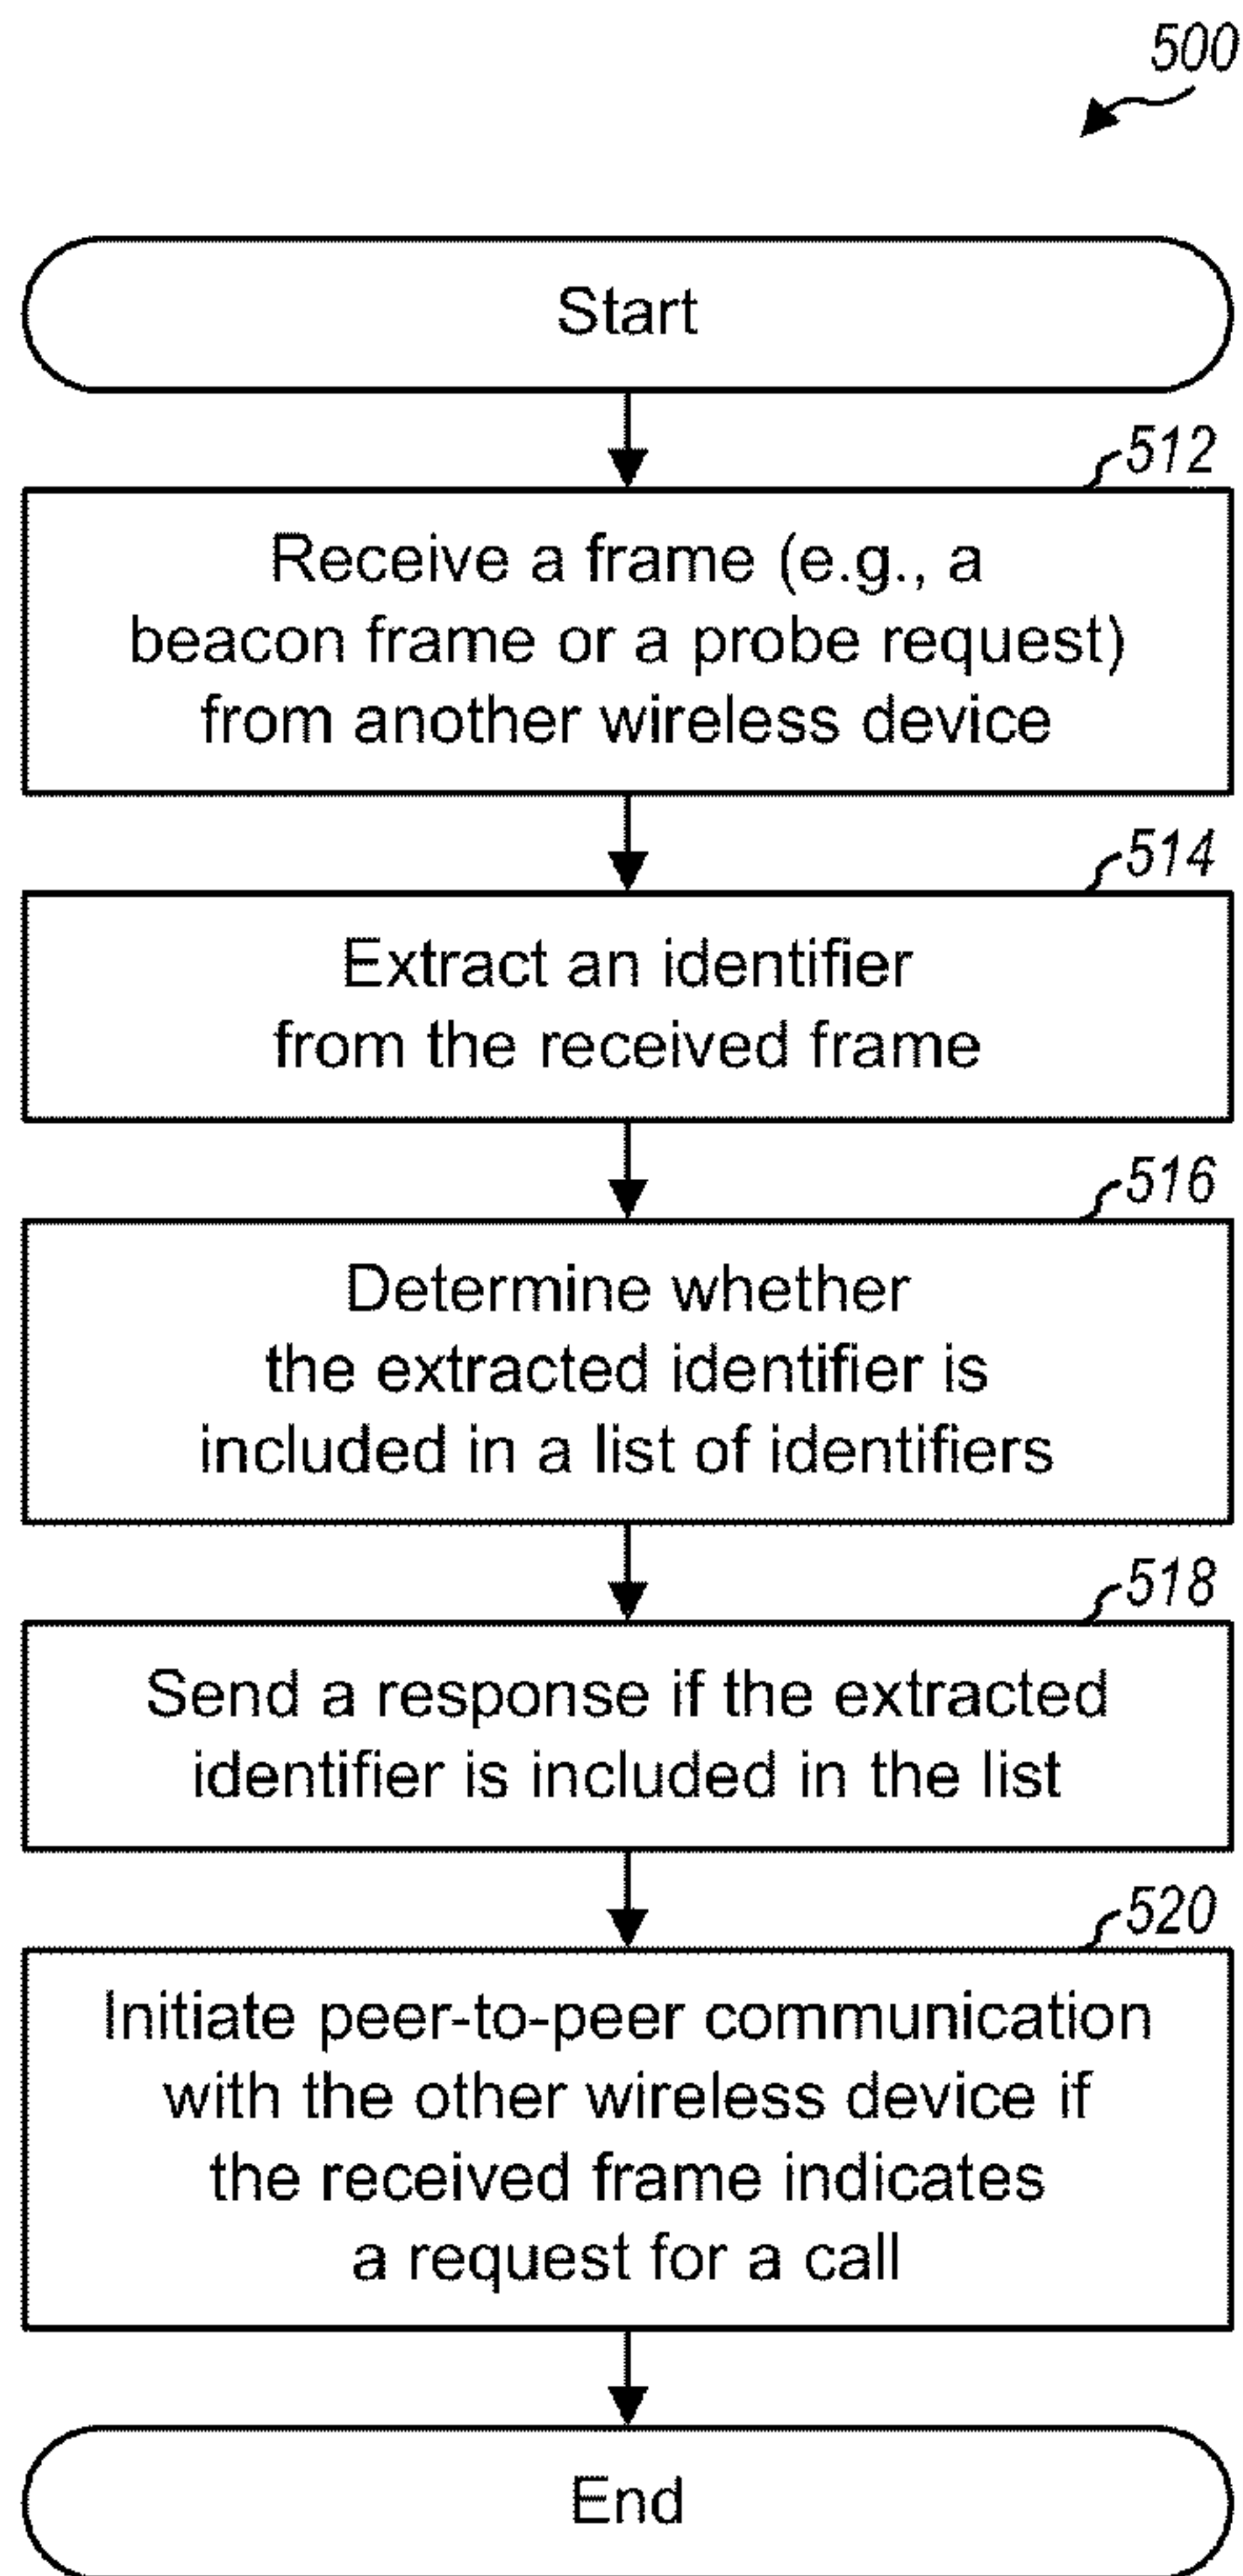 500
Start
512
Receive a frame (e.g., a
beacon frame or a probe request)
from another wireless device
514
Extract an identifier
from the received frame
516
Determine whether
the extracted identifier is
included in a list of identifiers
518
Send a response if the extracted
identifier is included in the list
520
Initiate peer-to-peer communication
with the other wireless device if
the received frame indicates
a request for a call
End